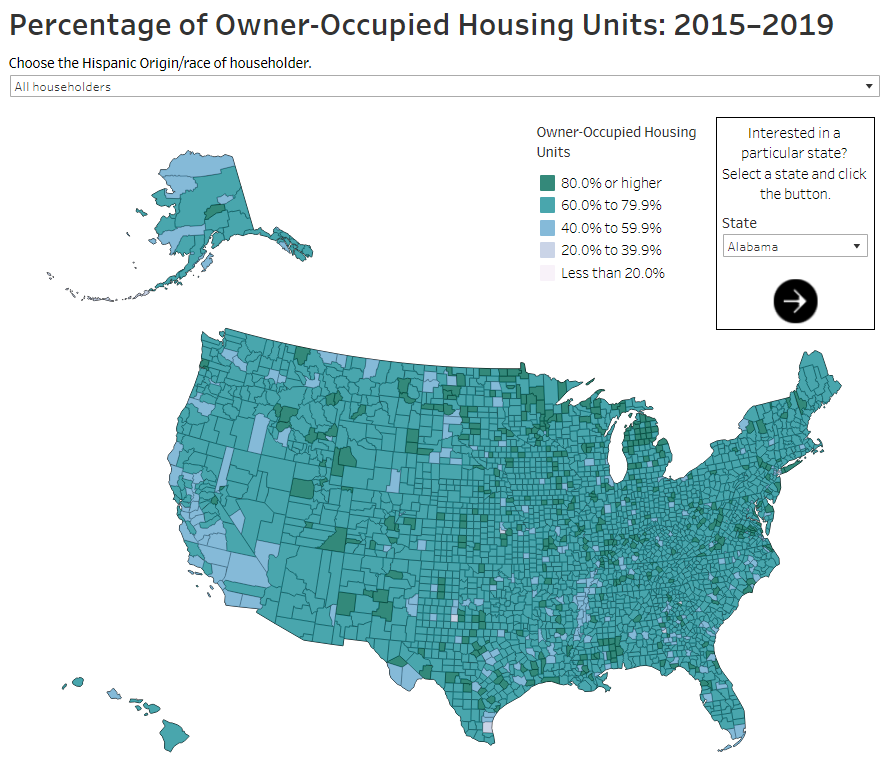 Percentage of Owner-Occupied Housing Units: 2015–2019
Choose the Hispanic Origin/race of householder.
All householders
Owner-Occupied Housing
Units
80.0% or higher
60.0% to 79.9%
40.0% to 59.9%
20.0% to 39.9%
Less than 20.0%
Interested in a
particular state?
Select a state and click
the button.
State
Alabama